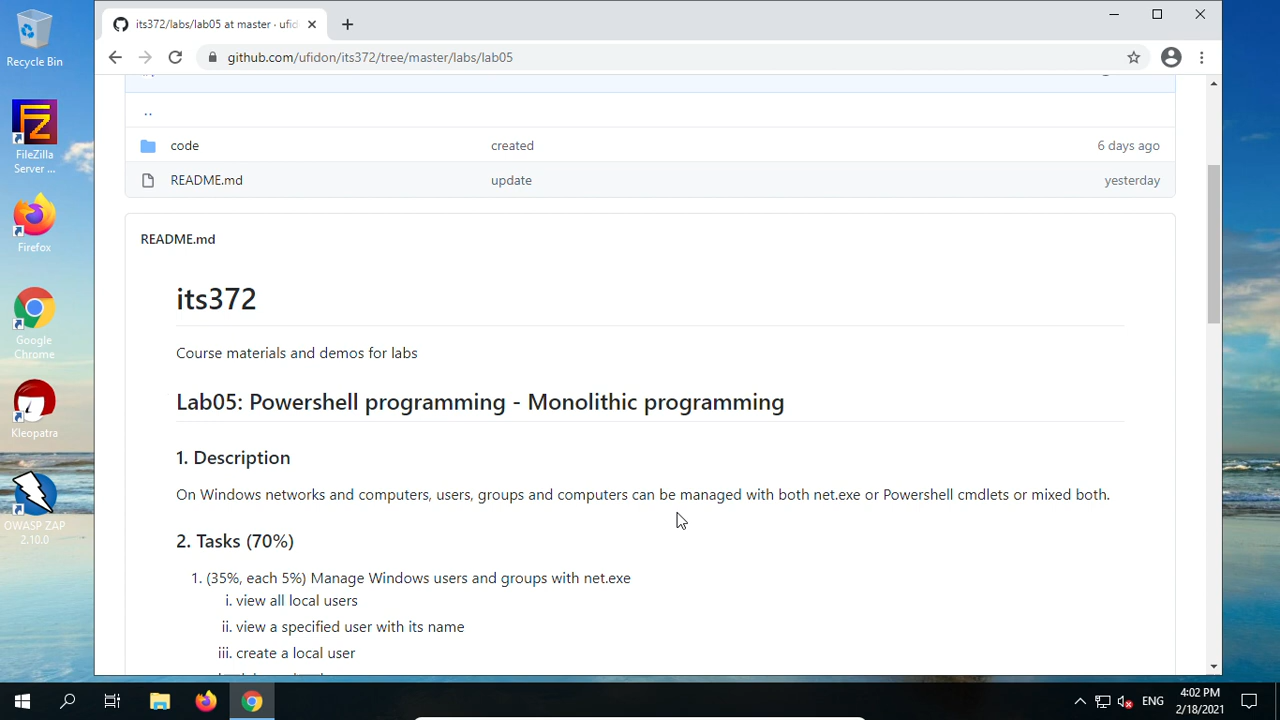 its372/labs/lab05 at master · ufid
github.com/ufidon/its372/tree/master/labs/lab05
Recycle Bin
FileZilla
Server ...
Firefox
Google
Chrome
Kleopatra
OWASP ZAP
2.10.0
..
code created 6 days ago
README.md update yesterday
README.md
its372
Course materials and demos for labs
Lab05: Powershell programming - Monolithic programming
1. Description
On Windows networks and computers, users, groups and computers can be managed with both net.exe or Powershell cmdlets or mixed both.
2. Tasks (70%)
1. (35%, each 5%) Manage Windows users and groups with net.exe
i. view all local users
ii. view a specified user with its name
iii. create a local user
ENG
4:02 PM
2/18/2021